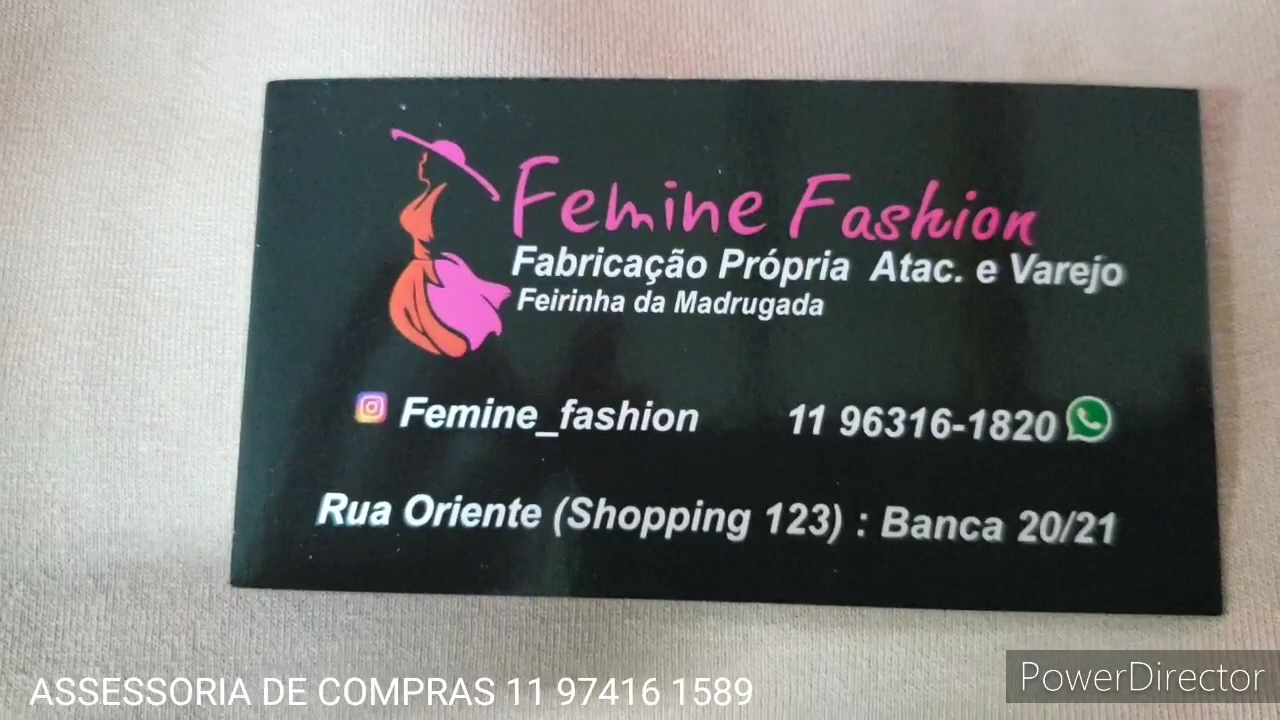 Femine Fashion
Fabricação Própria Atac. e Varejo
Feirinha da Madrugada
Femine_fashion 11 96316-1820
Rua Oriente (Shopping 123) : Banca 20/21
ASSESSORIA DE COMPRAS 11 97416 1589
PowerDirector